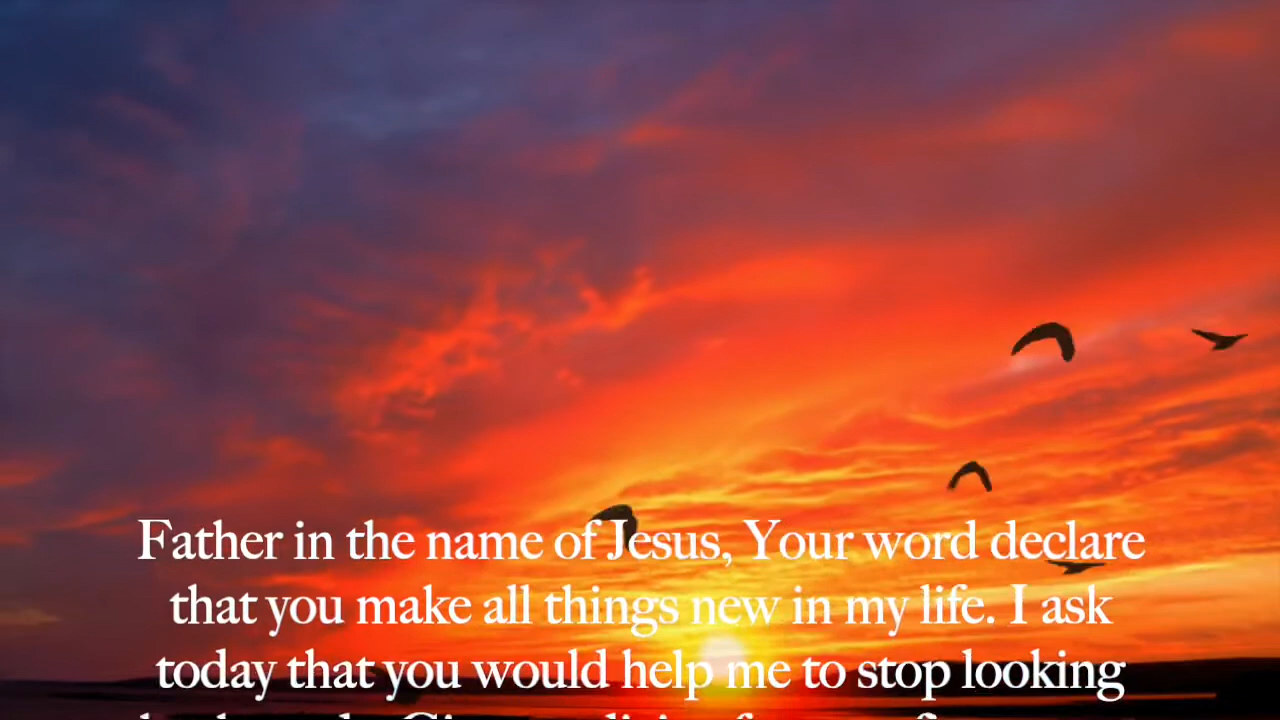 Father in the name of Jesus, Your word declare
that you make all things new in my life. I ask
today that you would help me to stop looking